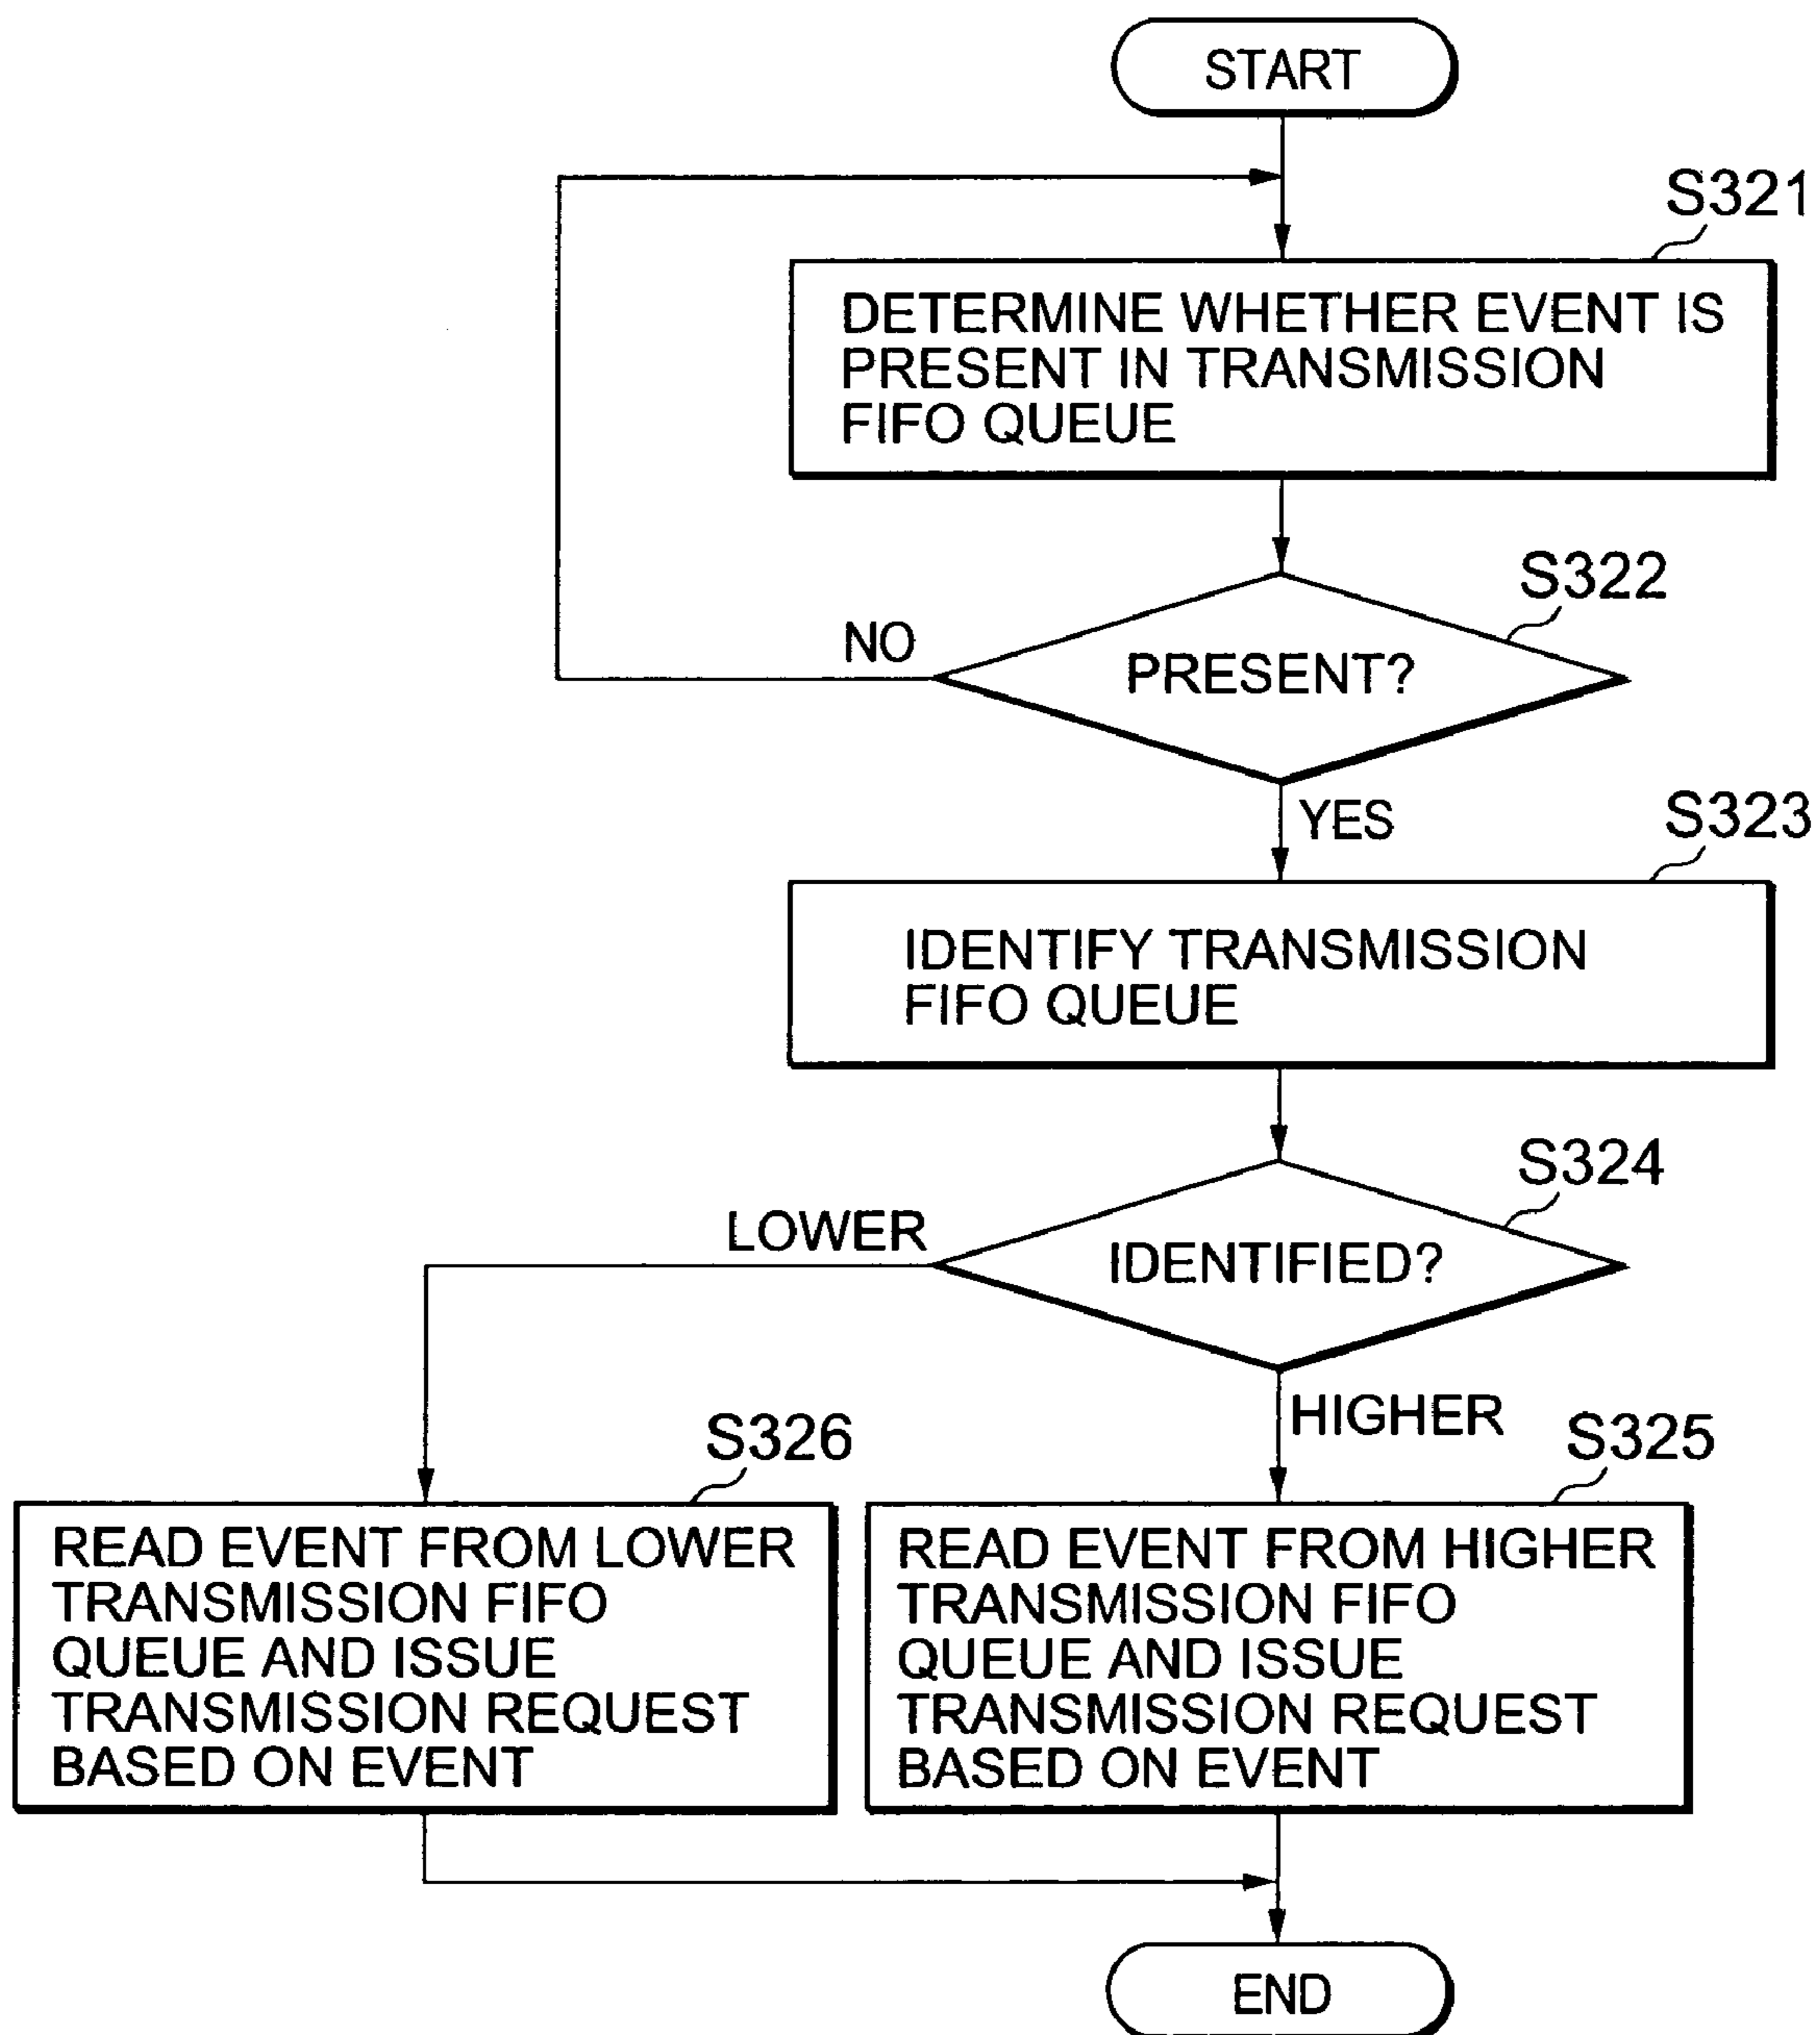 START
S321
DETERMINE WHETHER EVENT IS
PRESENT IN TRANSMISSION
FIFO QUEUE
S322
NO
PRESENT?
YES
S323
IDENTIFY TRANSMISSION
FIFO QUEUE
S324
LOWER
IDENTIFIED?
HIGHER
S326
READ EVENT FROM LOWER
TRANSMISSION FIFO
QUEUE AND ISSUE
TRANSMISSION REQUEST
BASED ON EVENT
S325
READ EVENT FROM HIGHER
TRANSMISSION FIFO
QUEUE AND ISSUE
TRANSMISSION REQUEST
BASED ON EVENT
END